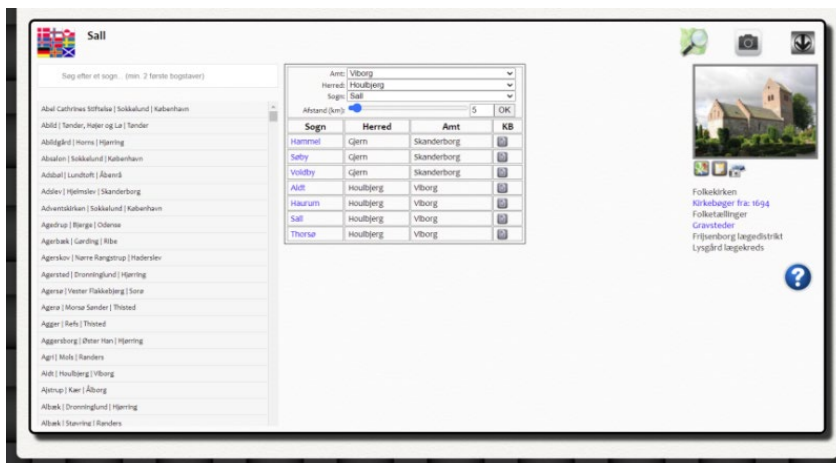 Sall
Søg efter et sogn... (min. 2 første bogstaver)
Abel Cathrines Stiftelse | Sokkelund | København
Abild | Tønder, Højer og Lø | Tønder
Abildgård | Horns | Hjørring
Absalon | Sokkelund | København
Adsbøl | Lundtoft | Åbenrå
Adslev | Hjelmslev | Skanderborg
Adventskirken | Sokkelund | København
Agedrup | Bjerge | Odense
Agerbæk | Gørding | Ribe
Agerskov | Nørre Rangstrup | Haderslev
Agersted | Dronninglund | Hjørring
Agersø | Vester Flakkebjerg | Sorø
Agerø | Morsø Sønder | Thisted
Agger | Refs | Thisted
Aggersborg | Øster Han | Hjørring
Agri | Mols | Randers
Aidt | Houlbjerg | Viborg
Ajstrup | Kær | Ålborg
Albæk | Dronninglund | Hjørring
Albæk | Støvring | Randers
Amt: Viborg
Herred: Houlbjerg
Sogn: Sall
Afstand (km): 5 OK
Sogn Herred Amt KB
Hammel Gjern Skanderborg
Søby Gjern Skanderborg
Voldby Gjern Skanderborg
Aidt Houlbjerg Viborg
Haurum Houlbjerg Viborg
Sall Houlbjerg Viborg
Thorsø Houlbjerg Viborg
Folkekirken
Kirkebøger fra: 1694
Folketællinger
Gravsteder
Frijsenborg lægedistrikt
Lysgård lægekreds
?